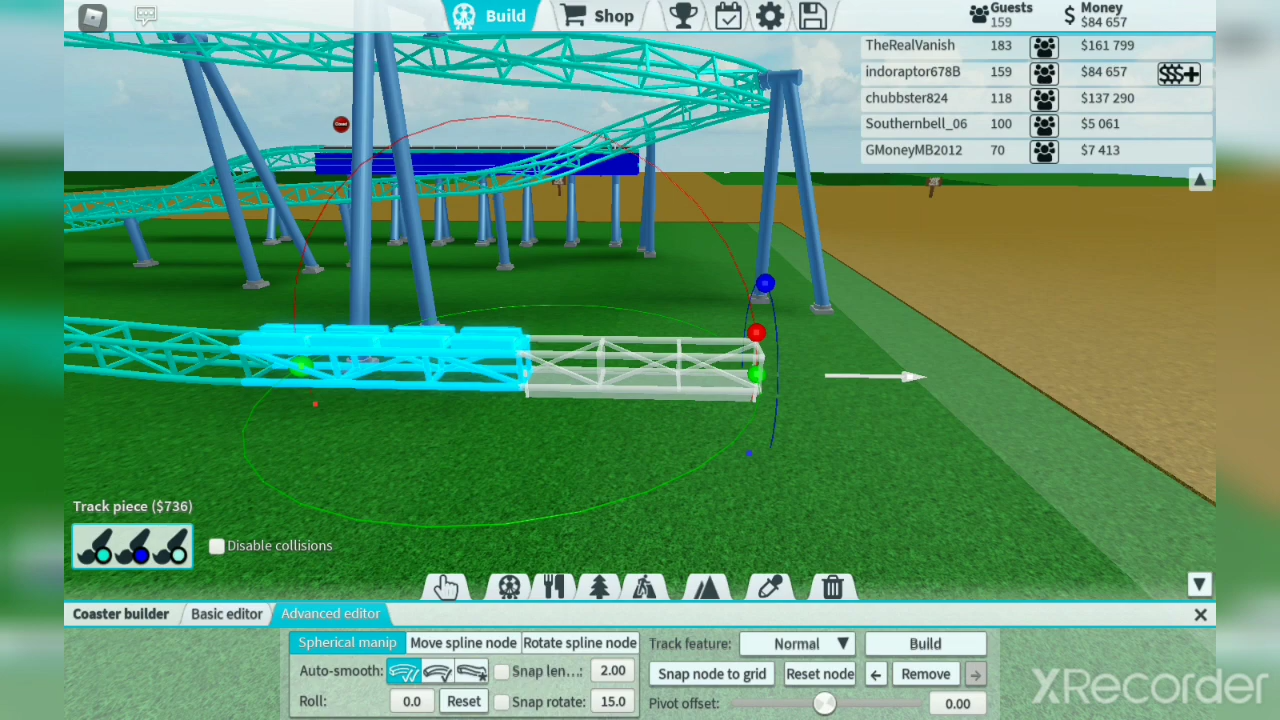 Build
Shop
Guests
159
$ Money
$84 657
TheRealVanish 183 $161 799
indoraptor678B 159 $84 657 $$$+
chubbster824 118 $137 290
Southernbell_06 100 $5 061
GMoneyMB2012 70 $7 413
Track piece ($736)
Disable collisions
Coaster builder Basic editor Advanced editor
Spherical manip Move spline node Rotate spline node Track feature: Normal Build
Auto-smooth: Snap len...: 2.00 Snap node to grid Reset node Remove
Roll: 0.0 Reset Snap rotate: 15.0 Pivot offset: 0.00
XRecorder